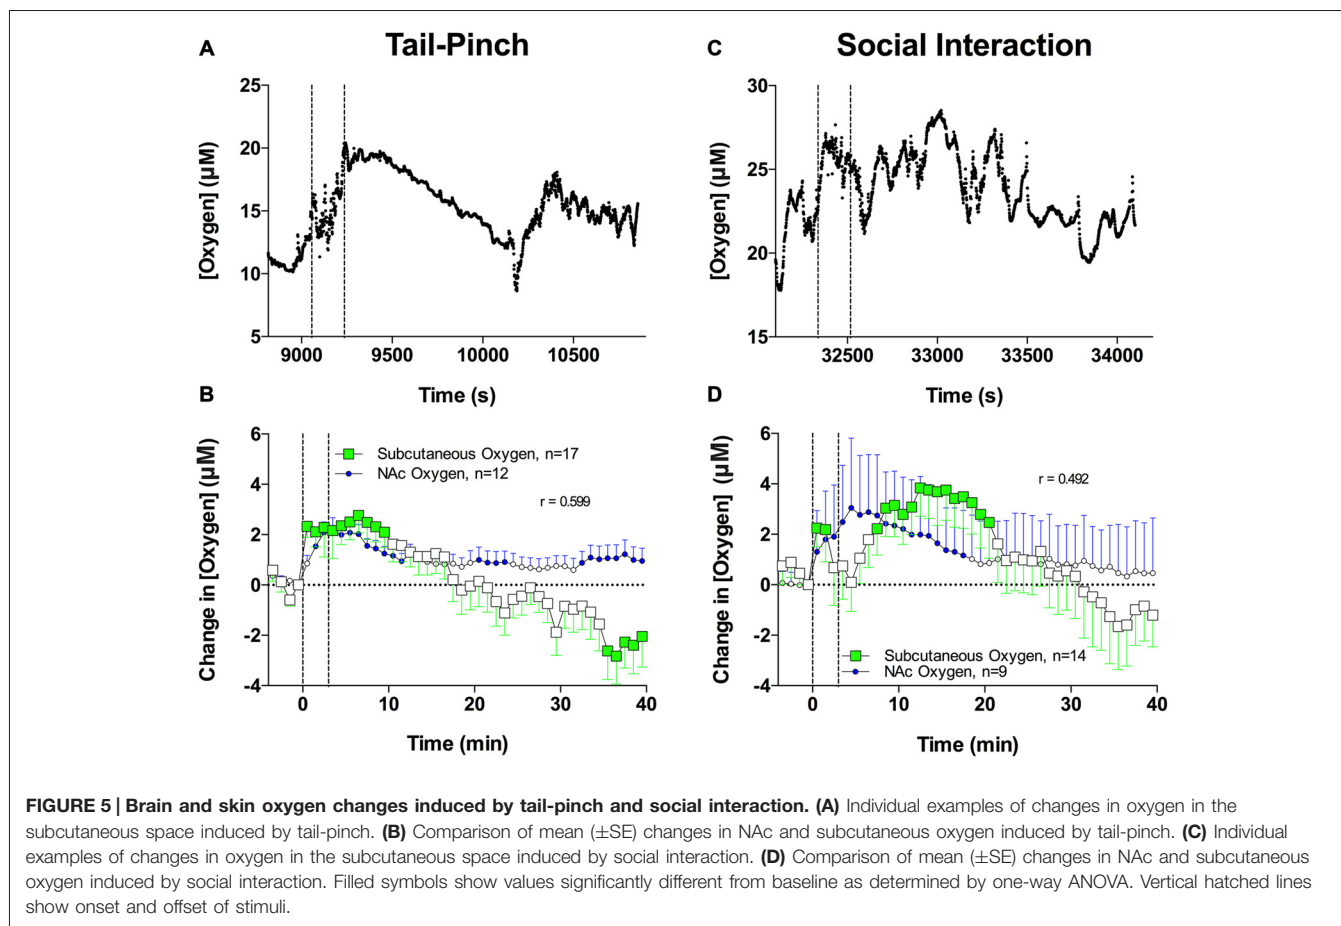 A
Tail-Pinch
C
Social Interaction
[Oxygen] (µM)
25
20
15
10
5
9000
9500
10000
10500
Time (s)
[Oxygen] (µM)
30
25
20
15
32500
33000
33500
34000
Time (s)
B
Change in [Oxygen] (µM)
6
4
2
0
-2
-4
Subcutaneous Oxygen, n=17
NAc Oxygen, n=12
r = 0.599
0
10
20
30
40
Time (min)
D
Change in [Oxygen] (µM)
6
4
2
0
-2
-4
r = 0.492
Subcutaneous Oxygen, n=14
NAc Oxygen, n=9
0
10
20
30
40
Time (min)
FIGURE 5 | Brain and skin oxygen changes induced by tail-pinch and social interaction. (A) Individual examples of changes in oxygen in the
subcutaneous space induced by tail-pinch. (B) Comparison of mean (±SE) changes in NAc and subcutaneous oxygen induced by tail-pinch. (C) Individual
examples of changes in oxygen in the subcutaneous space induced by social interaction. (D) Comparison of mean (±SE) changes in NAc and subcutaneous
oxygen induced by social interaction. Filled symbols show values significantly different from baseline as determined by one-way ANOVA. Vertical hatched lines
show onset and offset of stimuli.